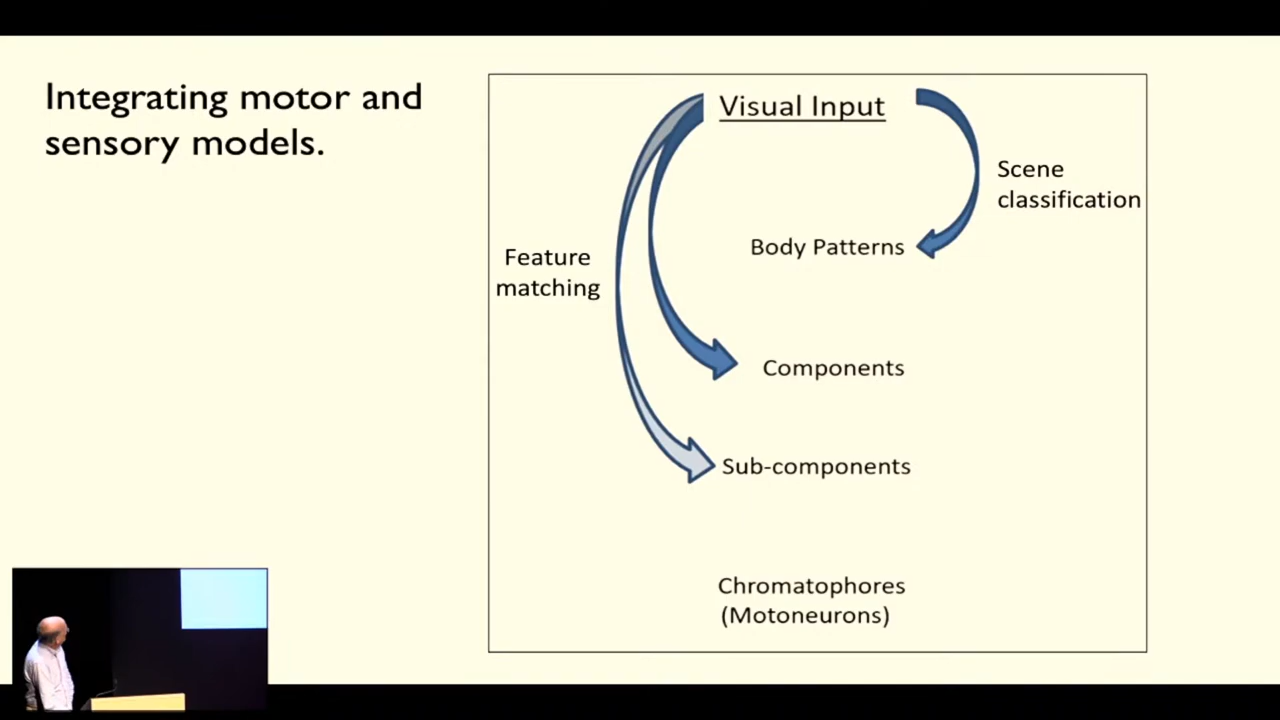 Integrating motor and
sensory models.
Visual Input
Scene
classification
Body Patterns
Feature
matching
Components
Sub-components
Chromatophores
(Motoneurons)